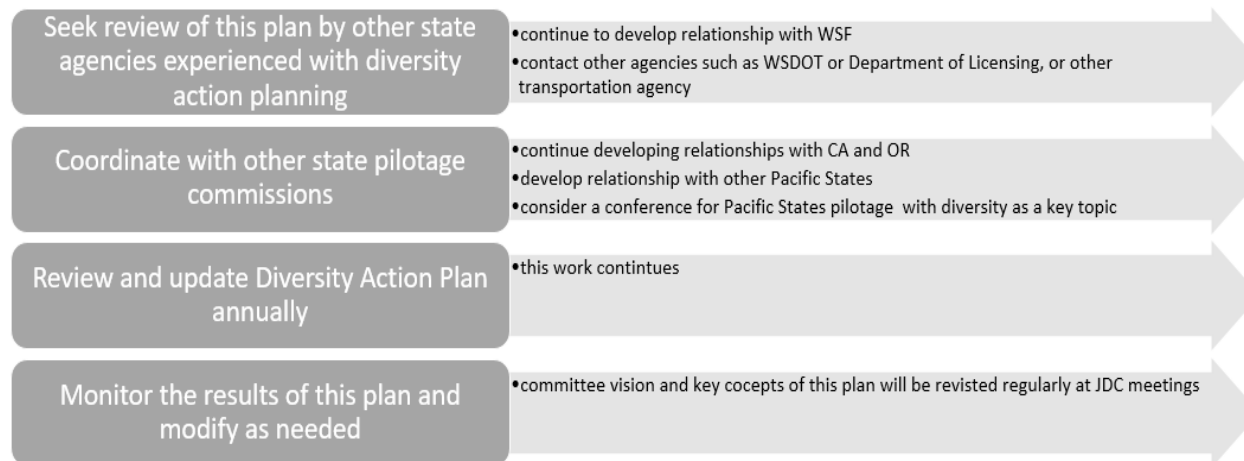 Seek review of this plan by other state
agencies experienced with diversity
action planning
•continue to develop relationship with WSF
•contact other agencies such as WSDOT or Department of Licensing, or other
transportation agency
Coordinate with other state pilotage
commissions
•continue developing relationships with CA and OR
•develop relationship with other Pacific States
•consider a conference for Pacific States pilotage with diversity as a key topic
Review and update Diversity Action Plan
annually
•this work contintues
Monitor the results of this plan and
modify as needed
•committee vision and key cocepts of this plan will be revisted regularly at JDC meetings